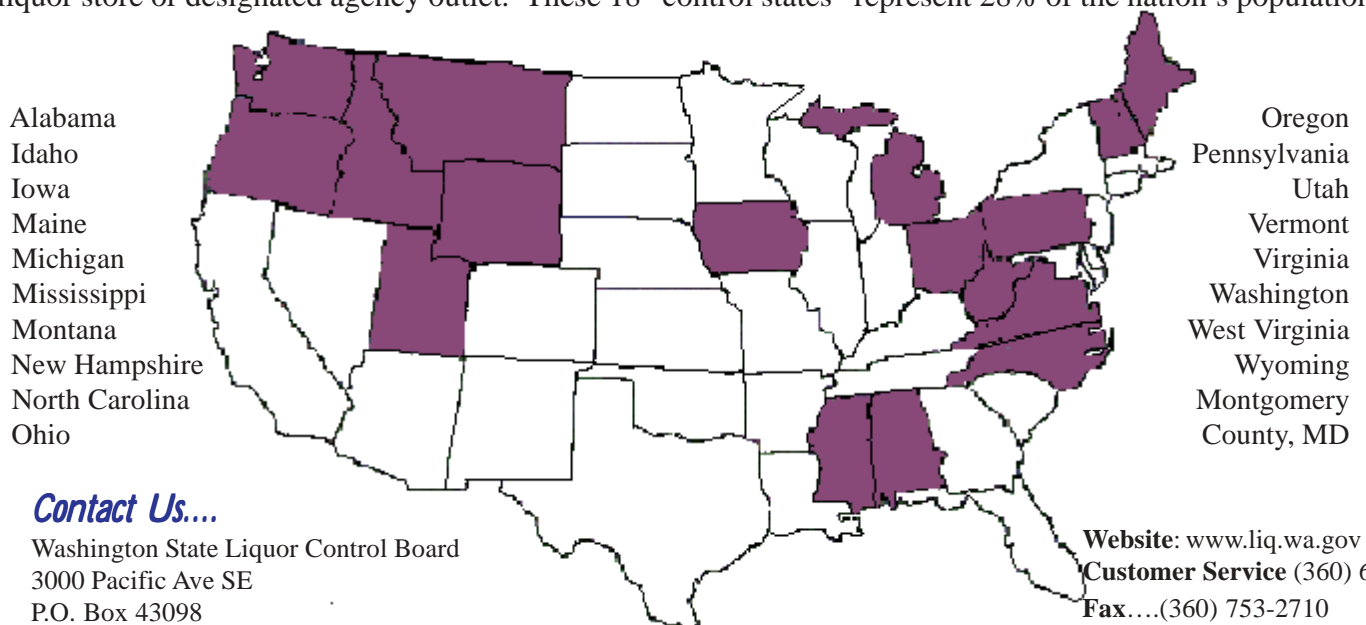 liquor store or designated agency outlet. These 18 "control states" represent 28% of the nation's population
Alabama
Idaho
Iowa
Maine
Michigan
Mississippi
Montana
New Hampshire
North Carolina
Ohio
Oregon
Pennsylvania
Utah
Vermont
Virginia
Washington
West Virginia
Wyoming
Montgomery
County, MD
Contact Us....
Washington State Liquor Control Board
3000 Pacific Ave SE
P.O. Box 43098
Website: www.liq.wa.gov
Customer Service (360) 6
Fax....(360) 753-2710